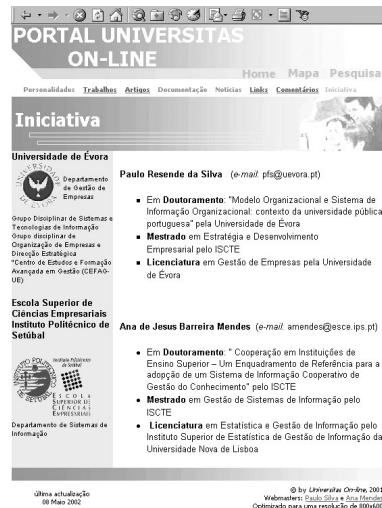 PORTAL UNIVERSITAS
ON-LINE
Home Mapa Pesquisa
Personalidades Trabalhos Artigos Documentação Notícias Links Comentários Iniciativa
Iniciativa
Universidade de Évora
Departamento
de Gestão de
Empresas
Grupo Disciplinar de Sistemas e
Tecnologias de Informação
Grupo disciplinar de
Organização de Empresas e
Direcção Estratégica
"Centro de Estudos e Formação
Avançada em Gestão (CEFAG-
UE)
Escola Superior de
Ciências Empresariais
Instituto Politécnico de
Setúbal
Instituto Politécnico
de Setúbal
ESCOLA
SUPERIOR DE
CIÊNCIAS
EMPRESARIAIS
Departamento de Sistemas de
Informação
Paulo Resende da Silva (e-mail: pfs@uevora.pt)
Em Doutoramento: "Modelo Organizacional e Sistema de
Informação Organizacional: contexto da universidade pública
portuguesa" pela Universidade de Évora
Mestrado em Estratégia e Desenvolvimento
Empresarial pelo ISCTE
Licenciatura em Gestão de Empresas pela Universidade
de Évora
Ana de Jesus Barreira Mendes (e-mail: amendes@esce.ips.pt)
Em Doutoramento: " Cooperação em Instituições de
Ensino Superior – Um Enquadramento de Referência para a
adopção de um Sistema de Informação Cooperativo de
Gestão do Conhecimento" pelo ISCTE
Mestrado em Gestão de Sistemas de Informação pelo
ISCTE
Licenciatura em Estatística e Gestão de Informação pelo
Instituto Superior de Estatística de Gestão de Informação da
Universidade Nova de Lisboa
última actualização
08 Maio 2002
© by Universitas On-line, 2001
Webmasters: Paulo Silva e Ana Mendes
Optimizado para uma resolução de 800x600